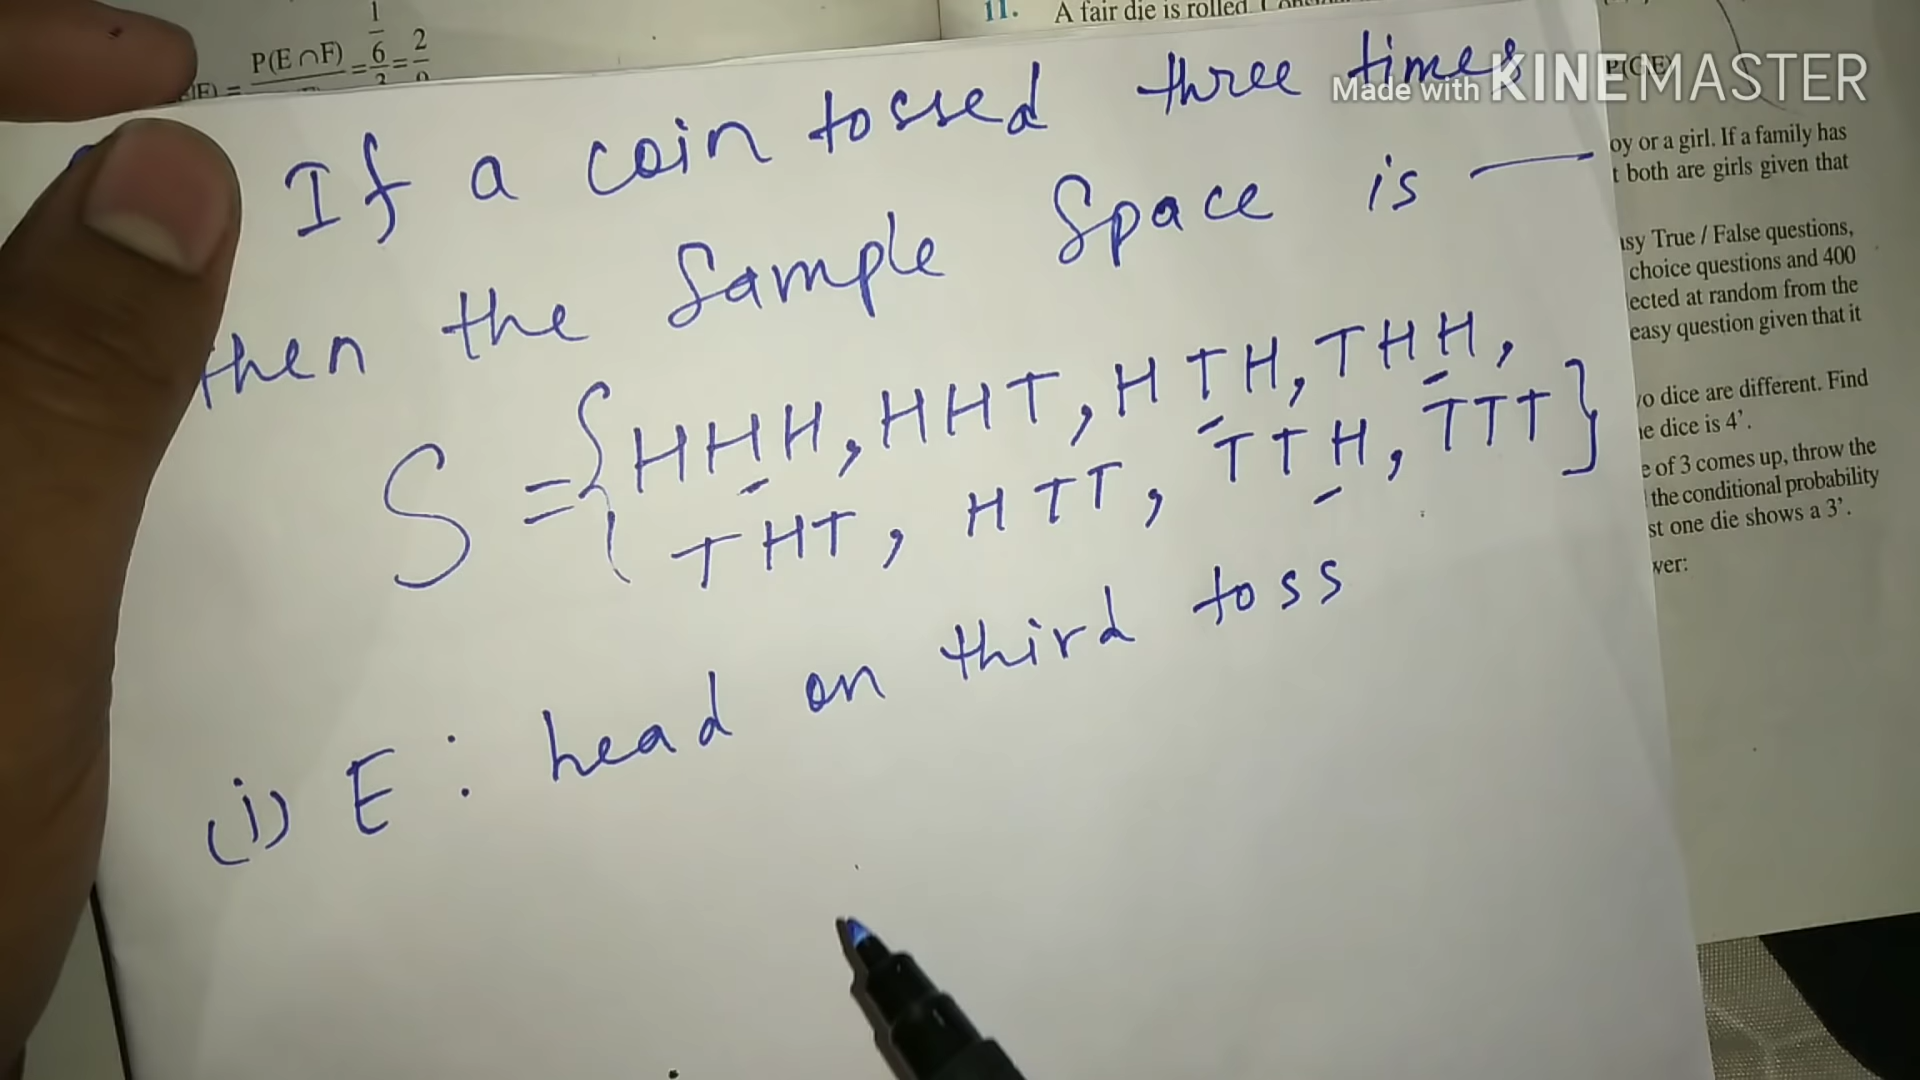 P(E∩F) = 1/6 = 2
11. A fair die is rolled.
Made with KINEMASTER
P(G|E)
If a coin tossed three times
then the Sample Space is —
S = { HHH, HHT, HTH, THH,
THT, HTT, TTH, TTT }
(i) E : head on third toss
oy or a girl. If a family has
t both are girls given that
sy True / False questions,
choice questions and 400
ected at random from the
easy question given that it
o dice are different. Find
e dice is 4'.
e of 3 comes up, throw the
the conditional probability
st one die shows a 3'.
wer: